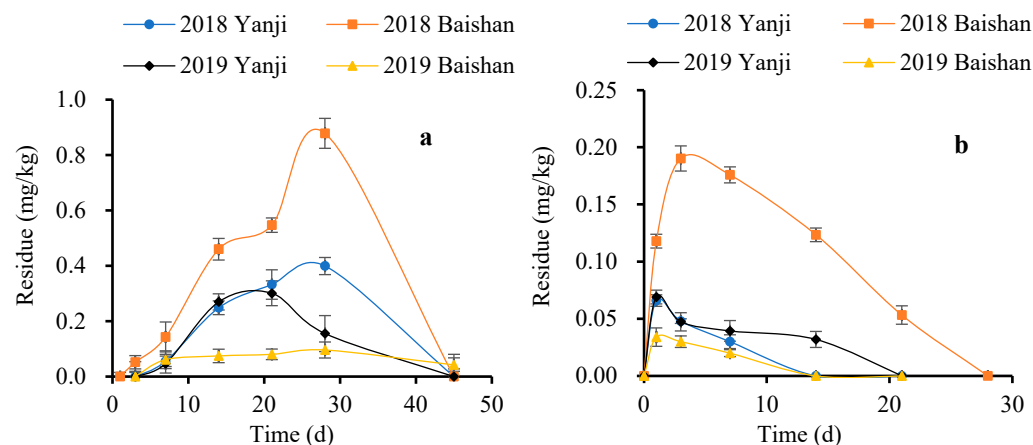 2018 Yanji 2018 Baishan
2019 Yanji 2019 Baishan
1.0
0.8
0.6
0.4
0.2
0.0
0 10 20 30 40 50
Residue (mg/kg)
Time (d)
a
2018 Yanji 2018 Baishan
2019 Yanji 2019 Baishan
0.25
0.20
0.15
0.10
0.05
0.00
0 10 20 30
Residue (mg/kg)
Time (d)
b